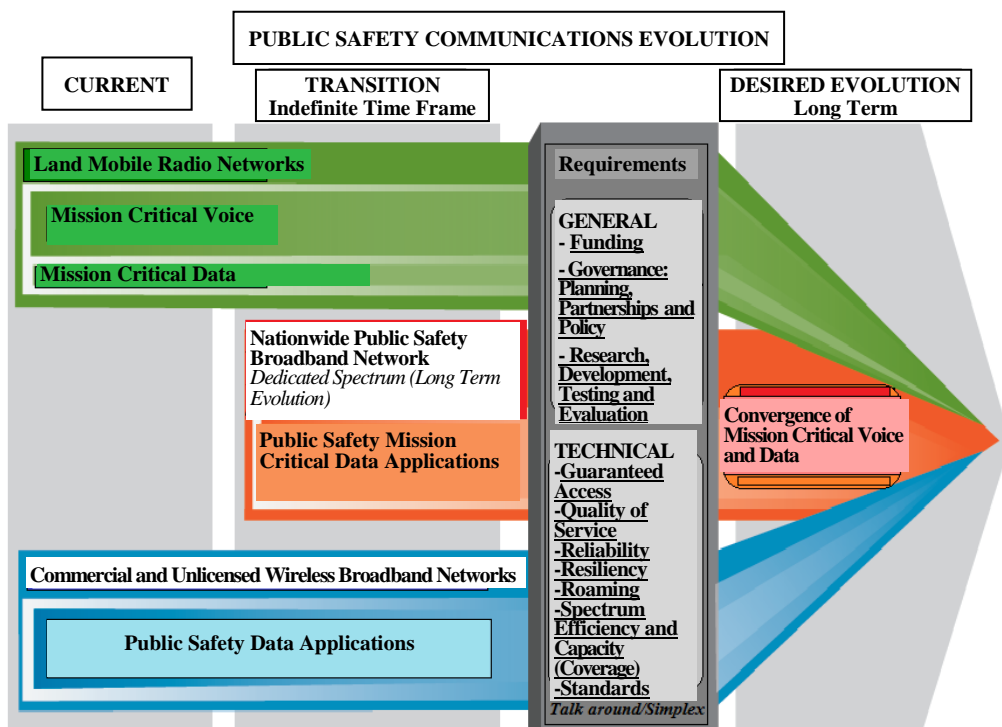 PUBLIC SAFETY COMMUNICATIONS EVOLUTION
CURRENT
TRANSITION
Indefinite Time Frame
DESIRED EVOLUTION
Long Term
Land Mobile Radio Networks
Mission Critical Voice
Mission Critical Data
Nationwide Public Safety
Broadband Network
Dedicated Spectrum (Long Term
Evolution)
Public Safety Mission
Critical Data Applications
Commercial and Unlicensed Wireless Broadband Networks
Public Safety Data Applications
Requirements
GENERAL
- Funding
- Governance:
Planning,
Partnerships and
Policy
- Research,
Development,
Testing and
Evaluation
TECHNICAL
-Guaranteed
Access
-Quality of
Service
-Reliability
-Resiliency
-Roaming
-Spectrum
Efficiency and
Capacity
(Coverage)
-Standards
Talk around/Simplex
Convergence of
Mission Critical Voice
and Data